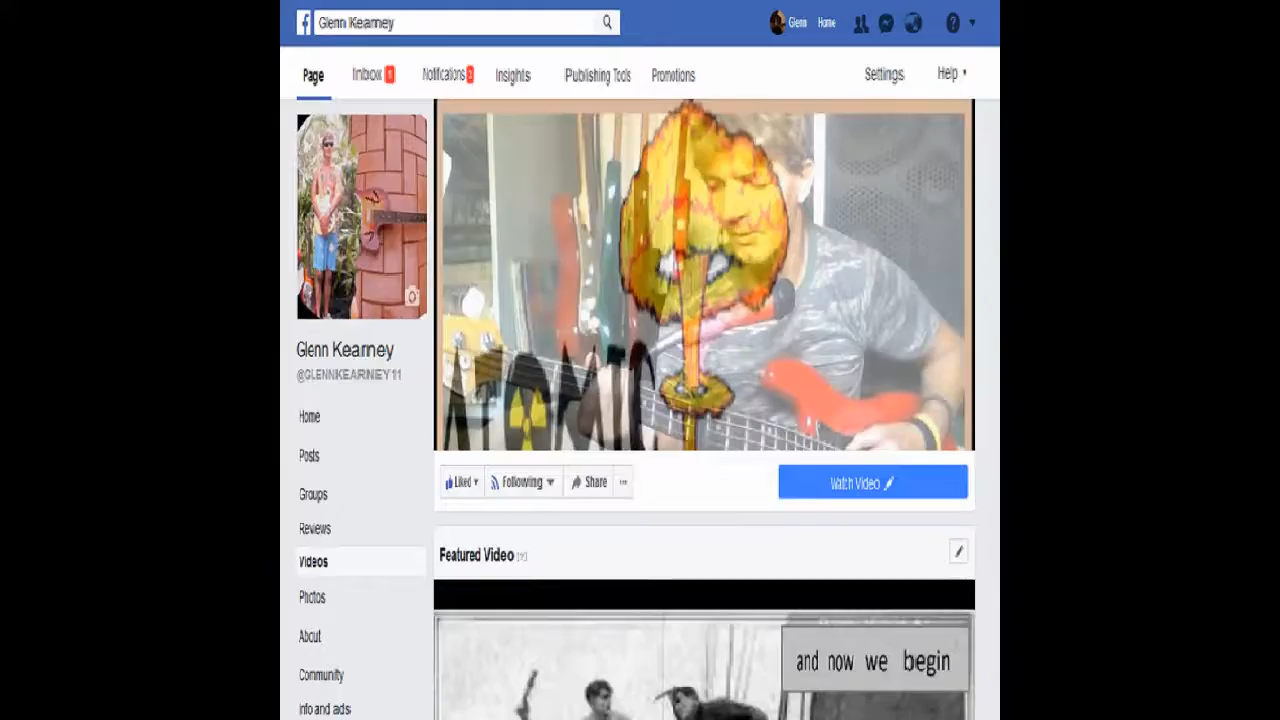 Glenn Kearney
Glenn Home
Page Inbox Notifications Insights Publishing Tools Promotions Settings Help
ATOMIC
Glenn Kearney
@GLENNKEARNEY11
Home
Posts
Groups
Reviews
Videos
Photos
About
Community
Info and ads
Liked Following Share ...
Watch Video
Featured Video [?]
and now we begin